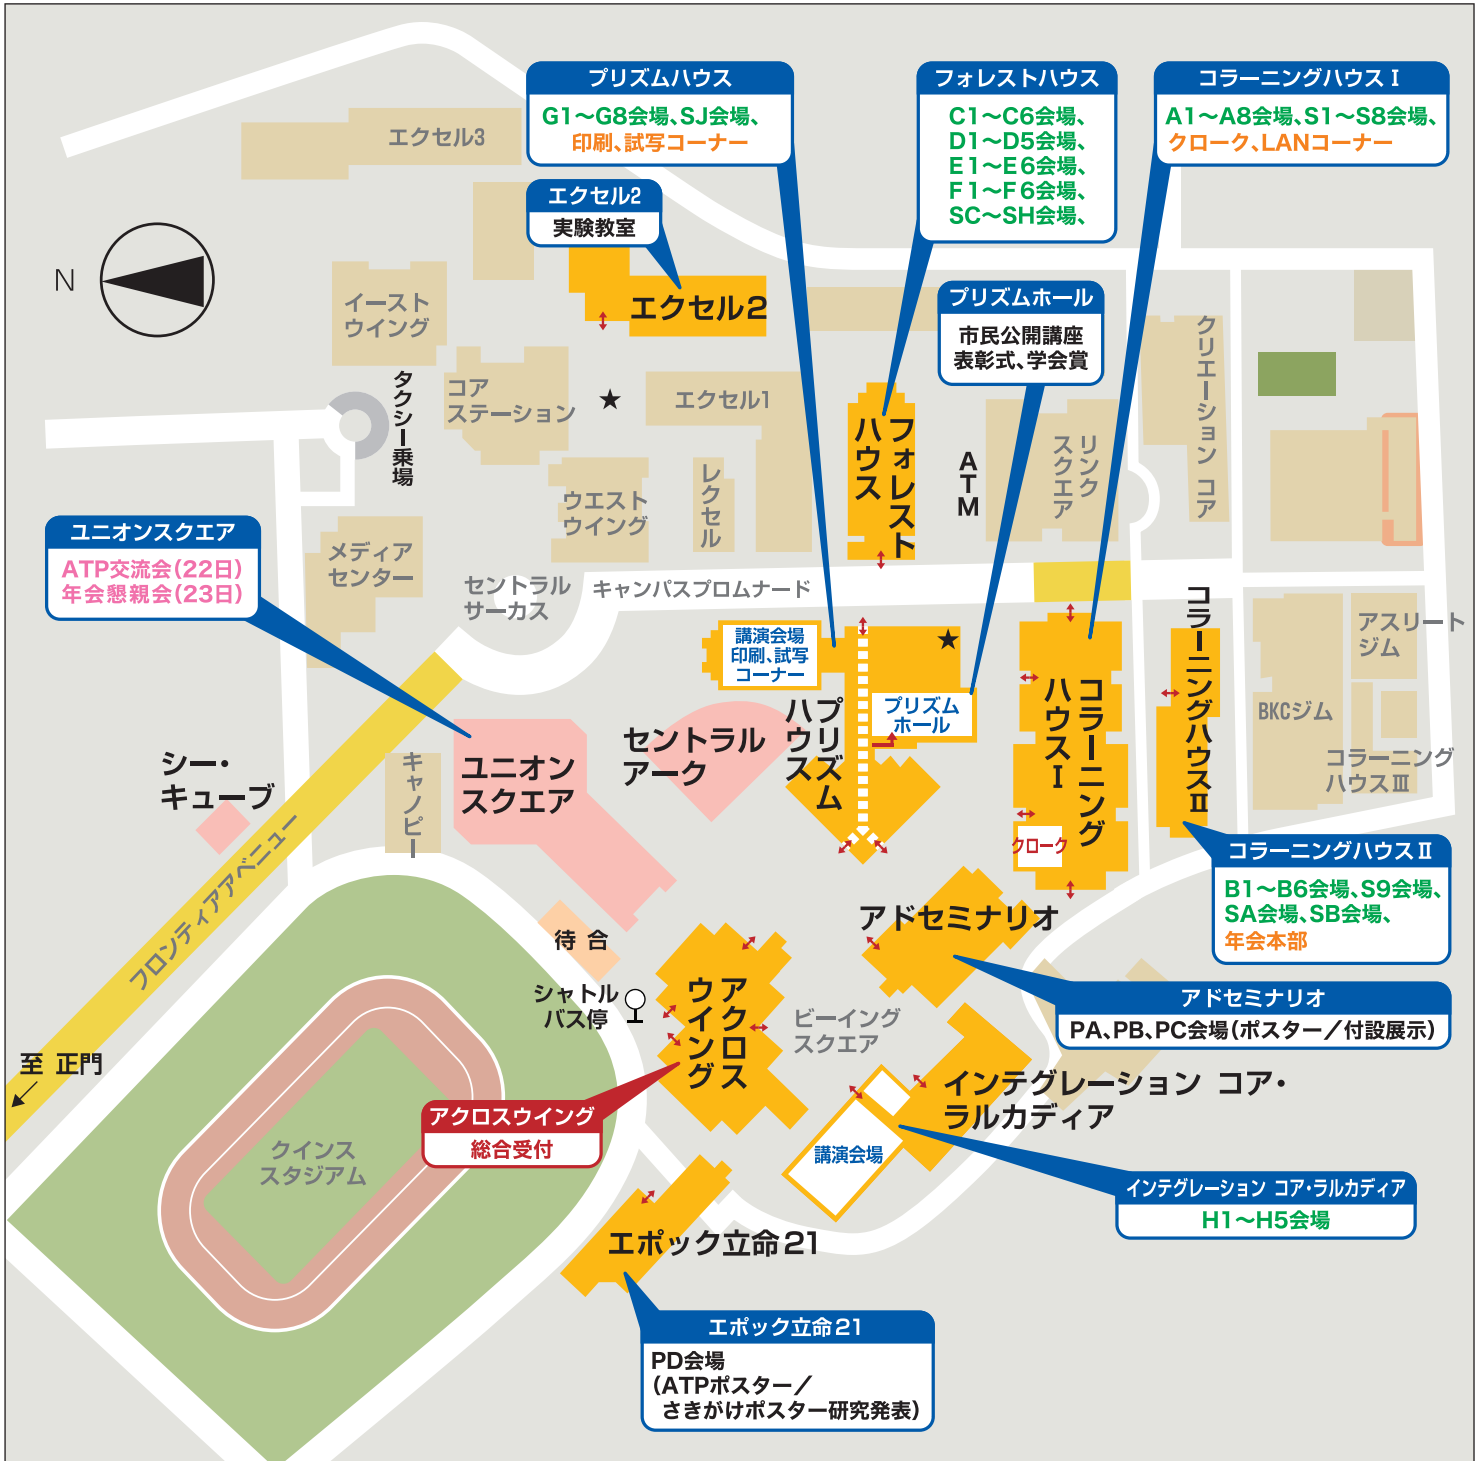 プリズムハウス
G1～G8会場、SJ会場、
印刷、試写コーナー
フォレストハウス
C1～C6会場、
D1～D5会場、
E1～E6会場、
F1～F6会場、
SC～SH会場、
コラーニングハウスⅠ
A1～A8会場、S1～S8会場、
クローク、LANコーナー
エクセル3
エクセル2
実験教室
N
エクセル2
プリズムホール
市民公開講座
表彰式、学会賞
イースト
ウイング
タクシー乗場
コア
ステーション
★
エクセル1
フォレスト
ハウス
ATM
リンク
スクエア
クリエーション コア
ウエスト
ウイング
レクセル
ユニオンスクエア
ATP交流会(22日)
年会懇親会(23日)
メディア
センター
セントラル
サーカス
キャンパスプロムナード
講演会場
印刷、試写
コーナー
★
プリズム
ホール
プリズム
ハウス
コラーニング
ハウスⅠ
クローク
コラーニングハウスⅡ
アスリート
ジム
BKCジム
コラーニング
ハウスⅢ
シー・
キューブ
キャノピー
ユニオン
スクエア
セントラル
アーク
フロンティアアベニュー
コラーニングハウスⅡ
B1～B6会場、S9会場、
SA会場、SB会場、
年会本部
待 合
シャトル
バス停
アクロス
ウイング
アドセミナリオ
ビーイング
スクエア
アドセミナリオ
PA、PB、PC会場(ポスター／付設展示)
至 正門
アクロスウイング
総合受付
インテグレーション コア・
ラルカディア
講演会場
クインス
スタジアム
インテグレーション コア・ラルカディア
H1～H5会場
エポック立命21
エポック立命21
PD会場
(ATPポスター／
さきがけポスター研究発表)